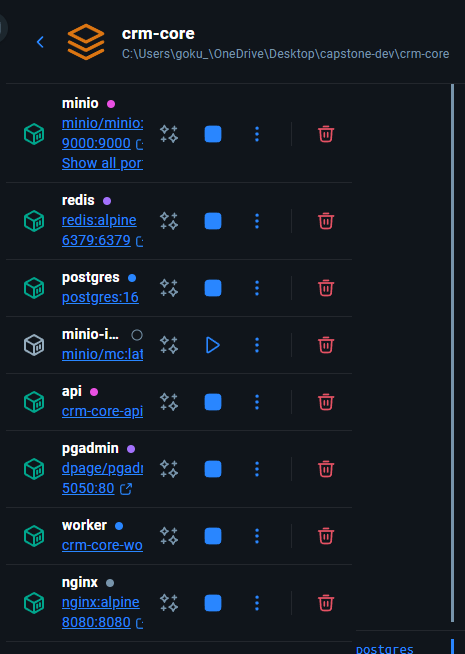 crm-core
C:\Users\goku_\OneDrive\Desktop\capstone-dev\crm-core
minio
minio/minio:
9000:9000
Show all por
redis
redis:alpine
6379:6379
postgres
postgres:16
minio-i...
minio/mc:lat
api
crm-core-api
pgadmin
dpage/pgadr
5050:80
worker
crm-core-wo
nginx
nginx:alpine
8080:8080
postgres